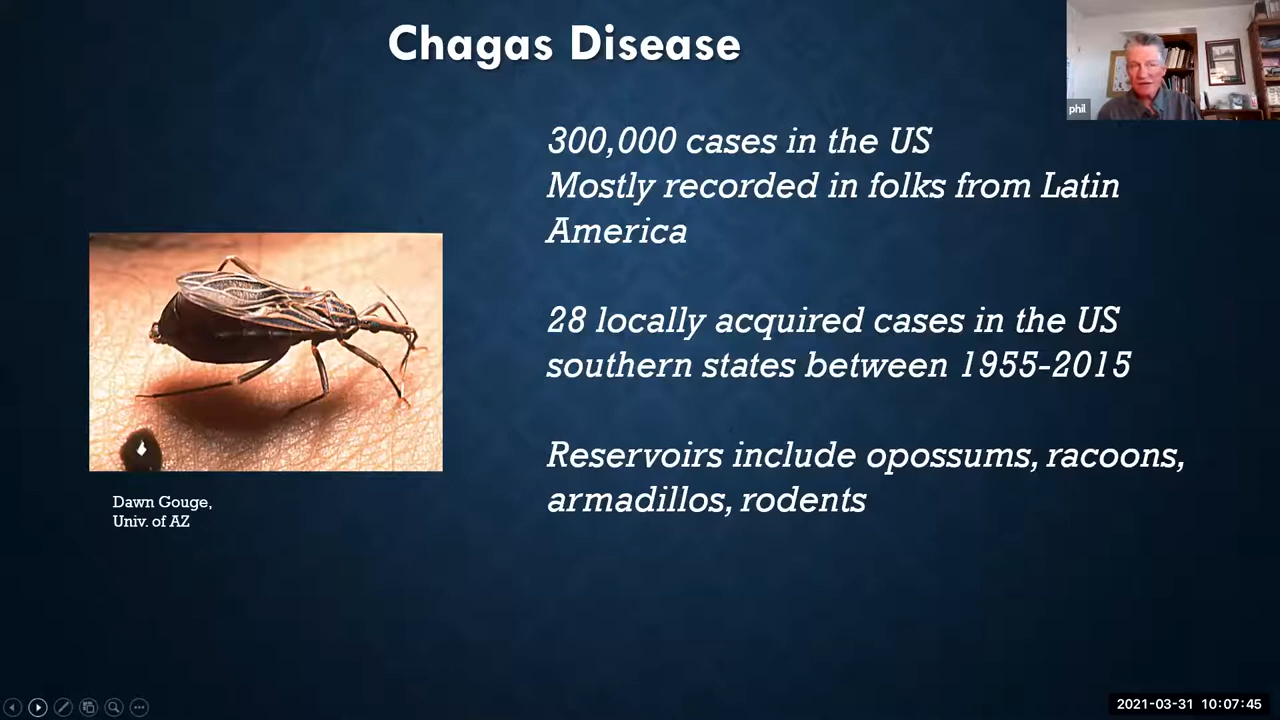 Chagas Disease
phil
300,000 cases in the US
Mostly recorded in folks from Latin
America
28 locally acquired cases in the US
southern states between 1955-2015
Reservoirs include opossums, racoons,
armadillos, rodents
Dawn Gouge,
Univ. of AZ
2021-03-31 10:07:45